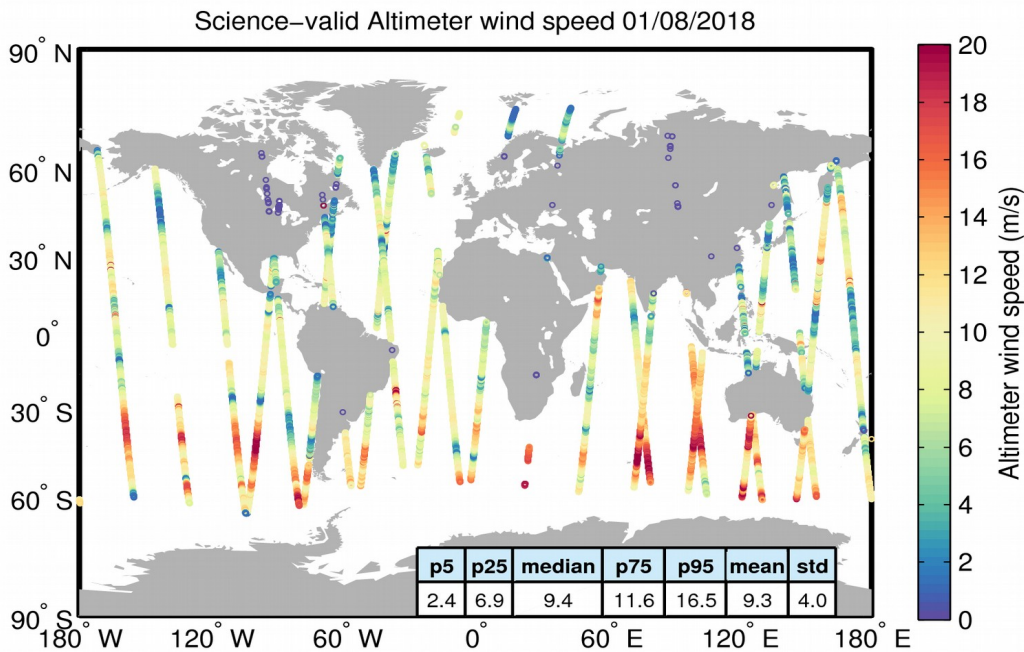 Science-valid Altimeter wind speed 01/08/2018
90° N
60° N
30° N
0°
30° S
60° S
90° S
180° W
120° W
60° W
0°
60° E
120° E
180° E
p5 p25 median p75 p95 mean std
2.4 6.9 9.4 11.6 16.5 9.3 4.0
20
18
16
14
12
10
8
6
4
2
0
Altimeter wind speed (m/s)